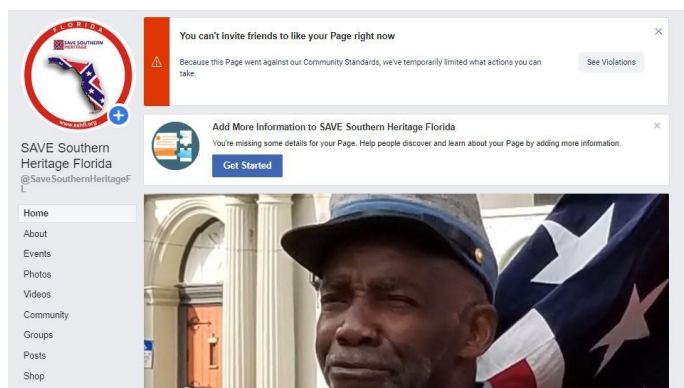 FLORIDA
SAVE SOUTHERN
HERITAGE
www.sshfl.org
SAVE Southern
Heritage Florida
@SaveSouthernHeritageF
L
Home
About
Events
Photos
Videos
Community
Groups
Posts
Shop
You can't invite friends to like your Page right now
Because this Page went against our Community Standards, we've temporarily limited what actions you can
take.
See Violations
Add More Information to SAVE Southern Heritage Florida
You're missing some details for your Page. Help people discover and learn about your Page by adding more information.
Get Started